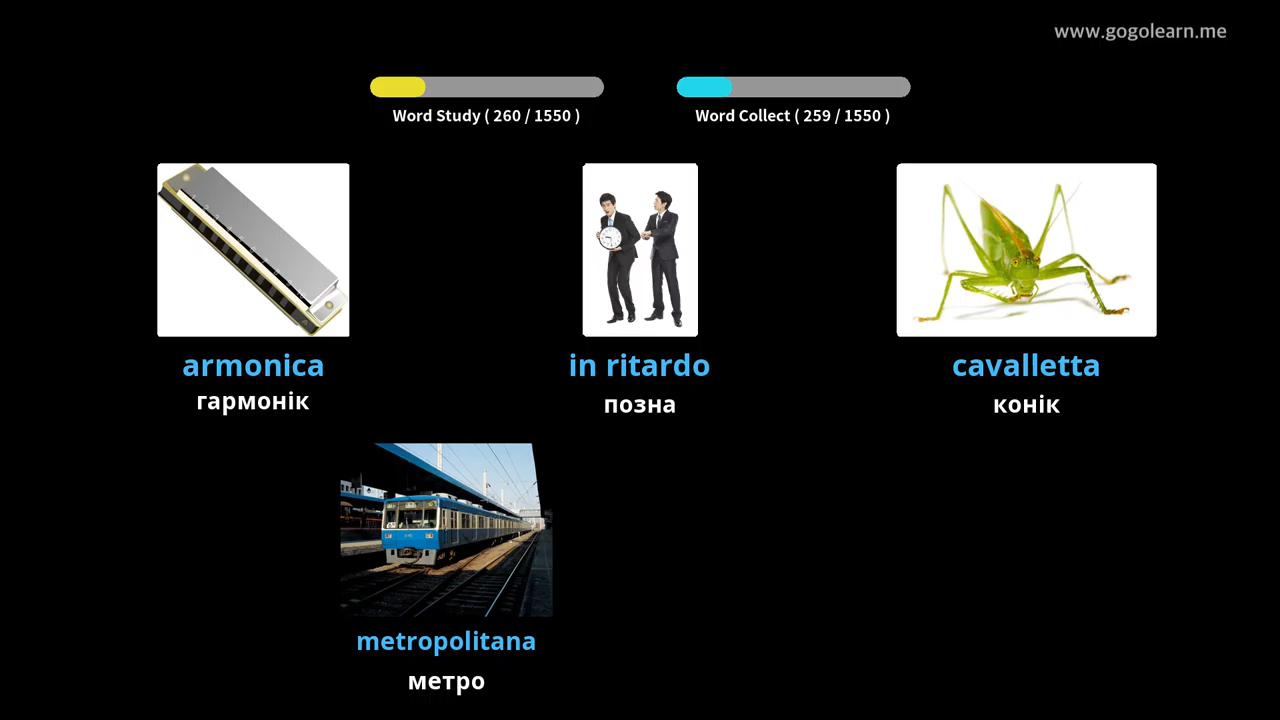 www.gogolearn.me
Word Study ( 260 / 1550 )
Word Collect ( 259 / 1550 )
armonica
гармонік
in ritardo
позна
cavalletta
конік
metropolitana
метро